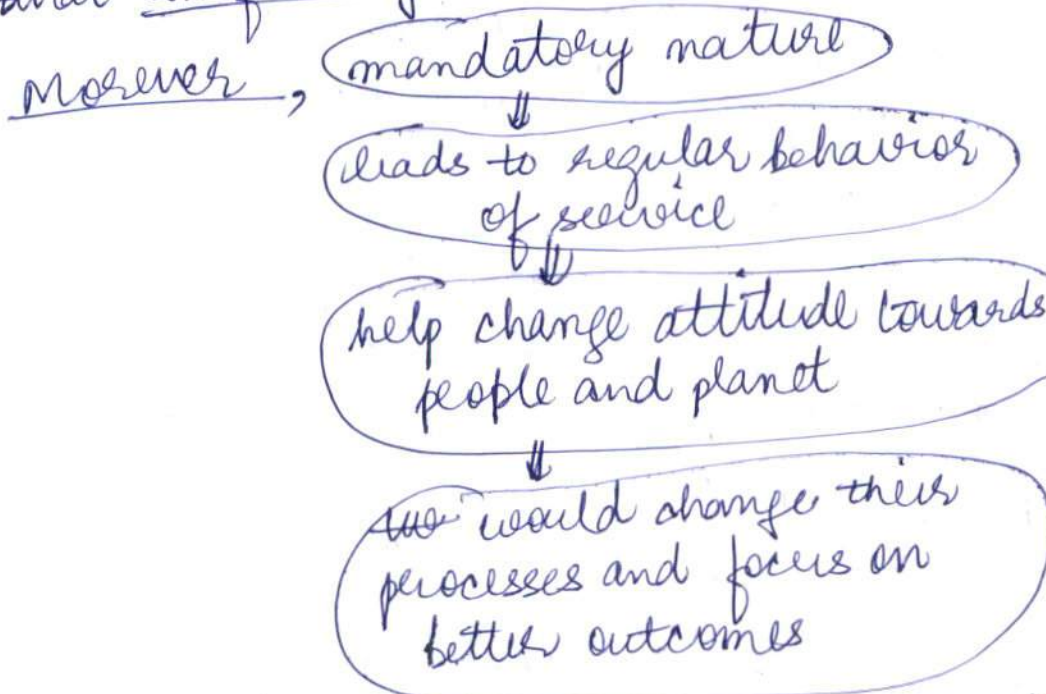 Morever,
mandatory nature
leads to regular behavior
of service
help change attitude towards
people and planet
would change their
processes and focus on
better outcomes